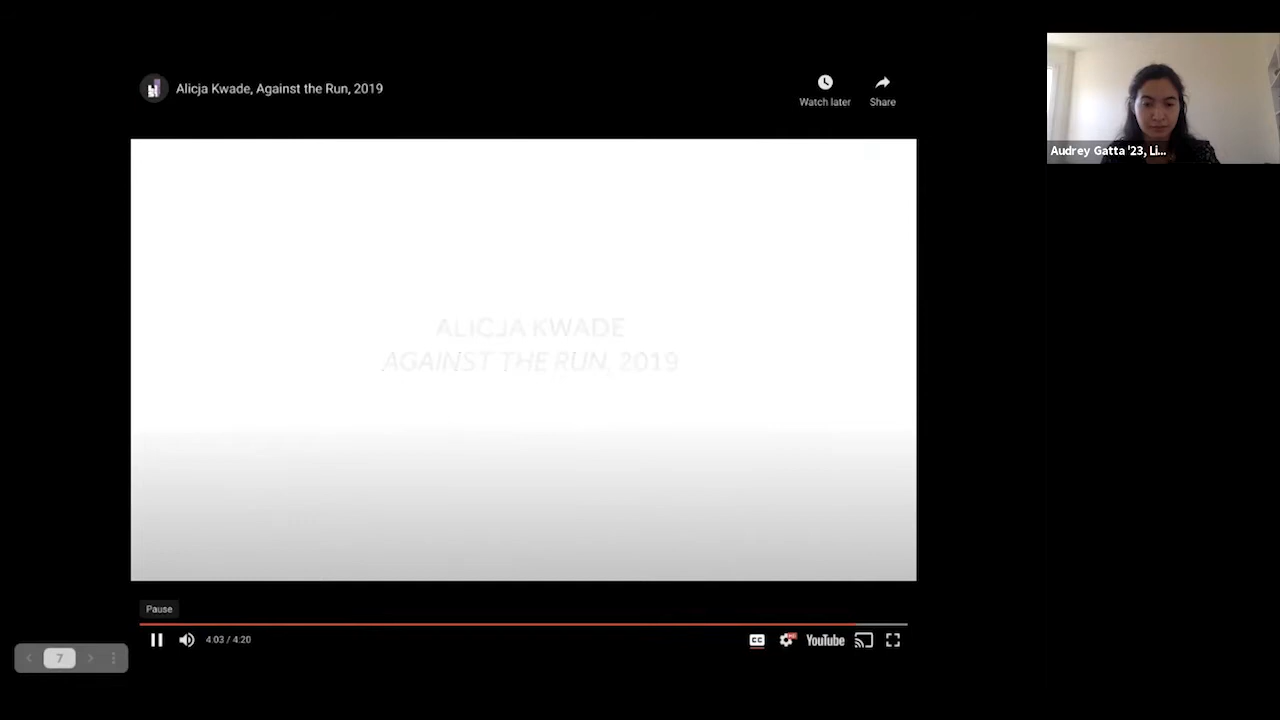 Alicja Kwade, Against the Run, 2019
Watch later
Share
Audrey Gatta '23, Li...
ALICJA KWADE
AGAINST THE RUN, 2019
Pause
4:03 / 4:20
CC
YouTube
7